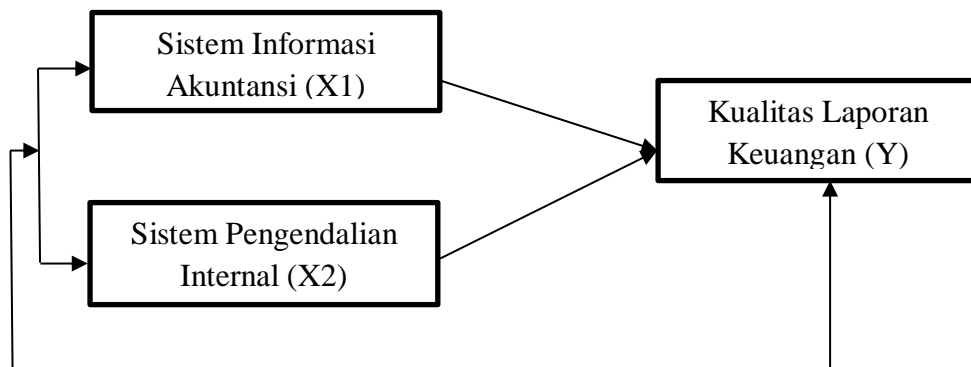 Sistem Informasi
Akuntansi (X1)
Kualitas Laporan
Keuangan (Y)
Sistem Pengendalian
Internal (X2)